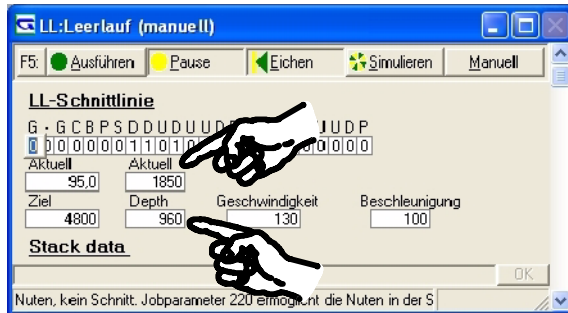 LL:Leerlauf (manuell)
F5: Ausführen Pause Eichen Simulieren Manuell
LL-Schnittlinie
G - G C B P S D D U D U U D U D P
0 0 0 0 0 0 1 1 0 1 0 0 0 0 0
Aktuell Aktuell
95,0 1850
Ziel Depth Geschwindigkeit Beschleunigung
4800 960 130 100
Stack data
OK
Nuten, kein Schnitt. Jobparameter 220 ermöglicht die Nuten in der S